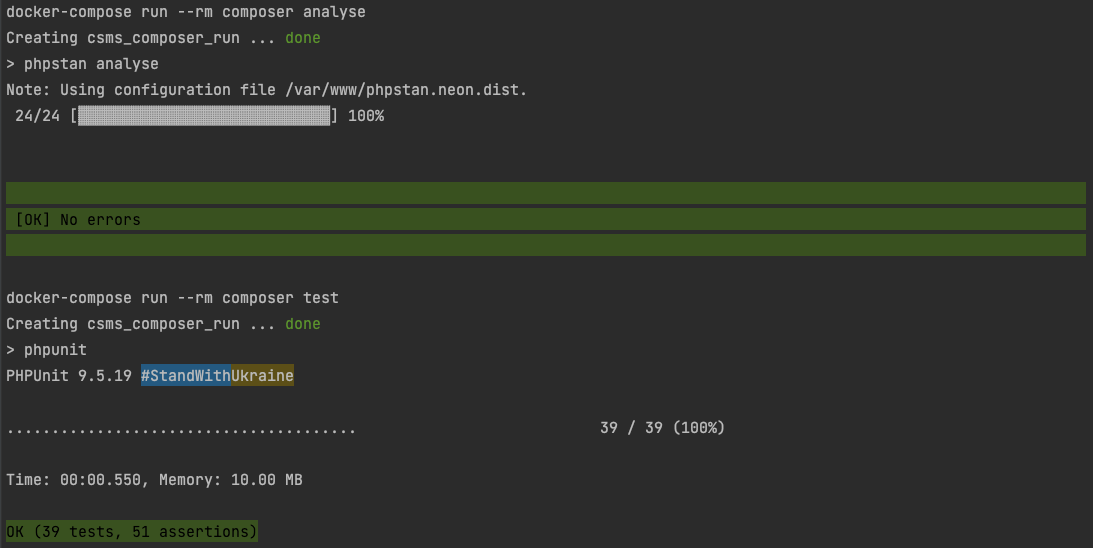 docker-compose run --rm composer analyse
Creating csms_composer_run ... done
> phpstan analyse
Note: Using configuration file /var/www/phpstan.neon.dist.
24/24 [▓▓▓▓▓▓▓▓▓▓▓▓▓▓▓▓▓▓▓▓▓▓▓▓▓▓▓▓] 100%
[OK] No errors
docker-compose run --rm composer test
Creating csms_composer_run ... done
> phpunit
PHPUnit 9.5.19 #StandWithUkraine
....................................... 39 / 39 (100%)
Time: 00:00.550, Memory: 10.00 MB
OK (39 tests, 51 assertions)